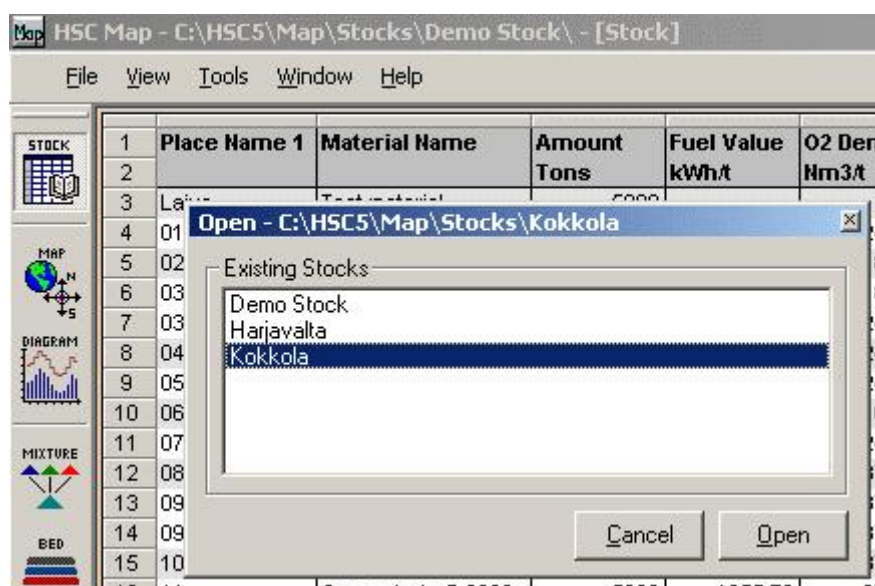 Map HSC Map - C:\HSC5\Map\Stocks\Demo Stock\ - [Stock]
File View Tools Window Help
STOCK
MAP
N
S
DIAGRAM
MIXTURE
BED
1 Place Name 1 Material Name Amount Fuel Value O2 Der
2 Tons kWh/t Nm3/t
3
4 01
5 02
6 03
7 03
8 04
9 05
10 06
11 07
12 08
13 09
14 09
15 10
Open - C:\HSC5\Map\Stocks\Kokkola
Existing Stocks
Demo Stock
Harjavalta
Kokkola
Cancel Open